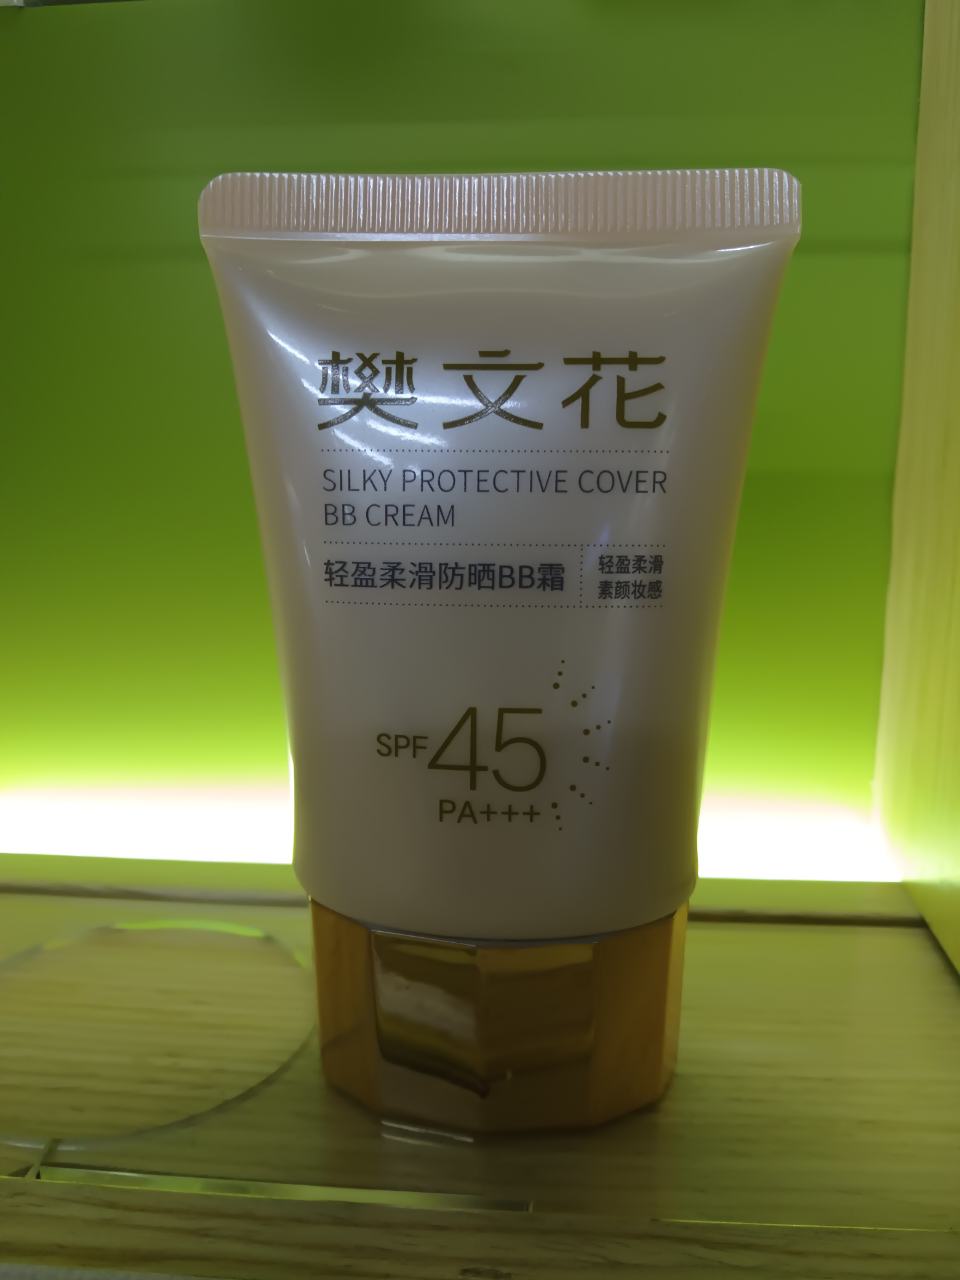 樊文花
SILKY PROTECTIVE COVER
BB CREAM
轻盈柔滑防晒BB霜
轻盈柔滑
素颜妆感
SPF45
PA+++